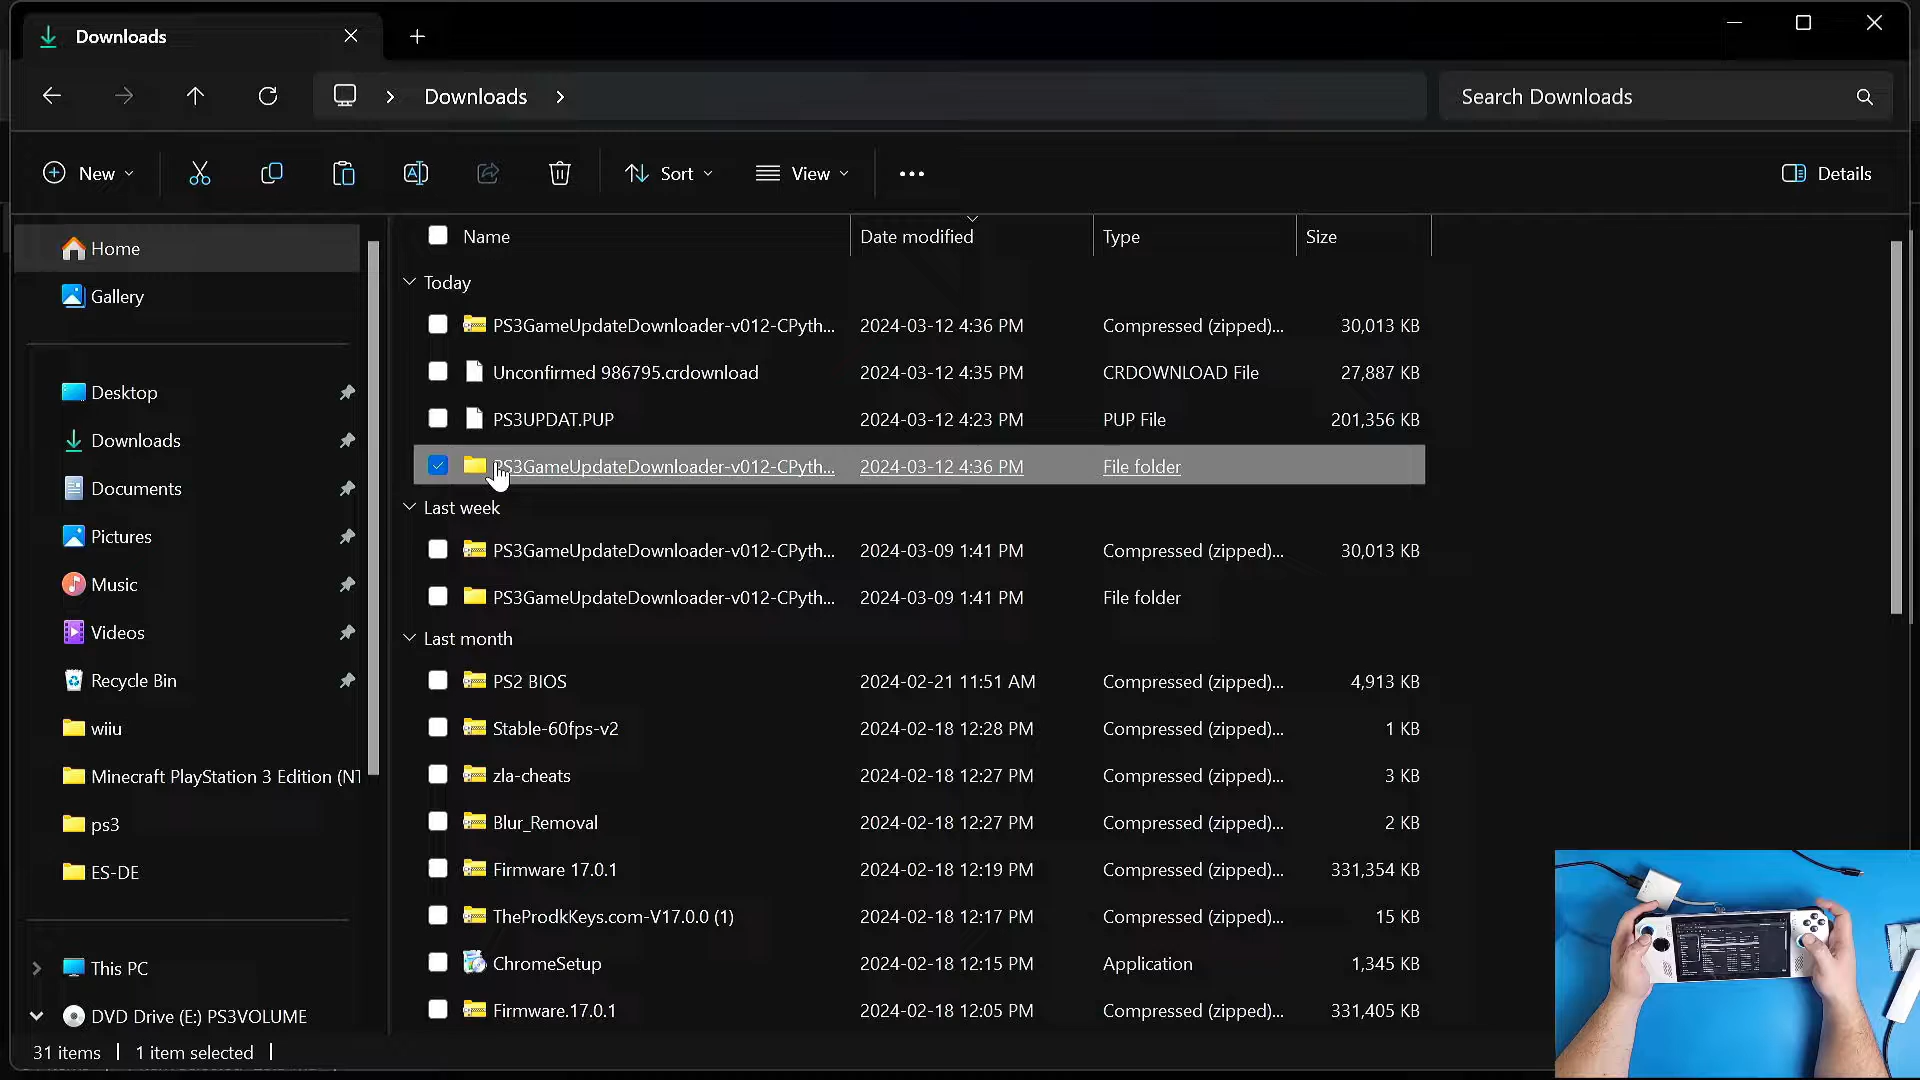 Downloads
Downloads
Search Downloads
New
Sort
View
Details
Home
Gallery
Desktop
Downloads
Documents
Pictures
Music
Videos
Recycle Bin
wiiu
Minecraft PlayStation 3 Edition (NT
ps3
ES-DE
This PC
DVD Drive (E:) PS3VOLUME
Name Date modified Type Size
Today
PS3GameUpdateDownloader-v012-CPyth... 2024-03-12 4:36 PM Compressed (zipped)... 30,013 KB
Unconfirmed 986795.crdownload 2024-03-12 4:35 PM CRDOWNLOAD File 27,887 KB
PS3UPDAT.PUP 2024-03-12 4:23 PM PUP File 201,356 KB
PS3GameUpdateDownloader-v012-CPyth... 2024-03-12 4:36 PM File folder
Last week
PS3GameUpdateDownloader-v012-CPyth... 2024-03-09 1:41 PM Compressed (zipped)... 30,013 KB
PS3GameUpdateDownloader-v012-CPyth... 2024-03-09 1:41 PM File folder
Last month
PS2 BIOS 2024-02-21 11:51 AM Compressed (zipped)... 4,913 KB
Stable-60fps-v2 2024-02-18 12:28 PM Compressed (zipped)... 1 KB
zla-cheats 2024-02-18 12:27 PM Compressed (zipped)... 3 KB
Blur_Removal 2024-02-18 12:27 PM Compressed (zipped)... 2 KB
Firmware 17.0.1 2024-02-18 12:19 PM Compressed (zipped)... 331,354 KB
TheProdkKeys.com-V17.0.0 (1) 2024-02-18 12:17 PM Compressed (zipped)... 15 KB
ChromeSetup 2024-02-18 12:15 PM Application 1,345 KB
Firmware.17.0.1 2024-02-18 12:05 PM Compressed (zipped)... 331,405 KB
31 items 1 item selected